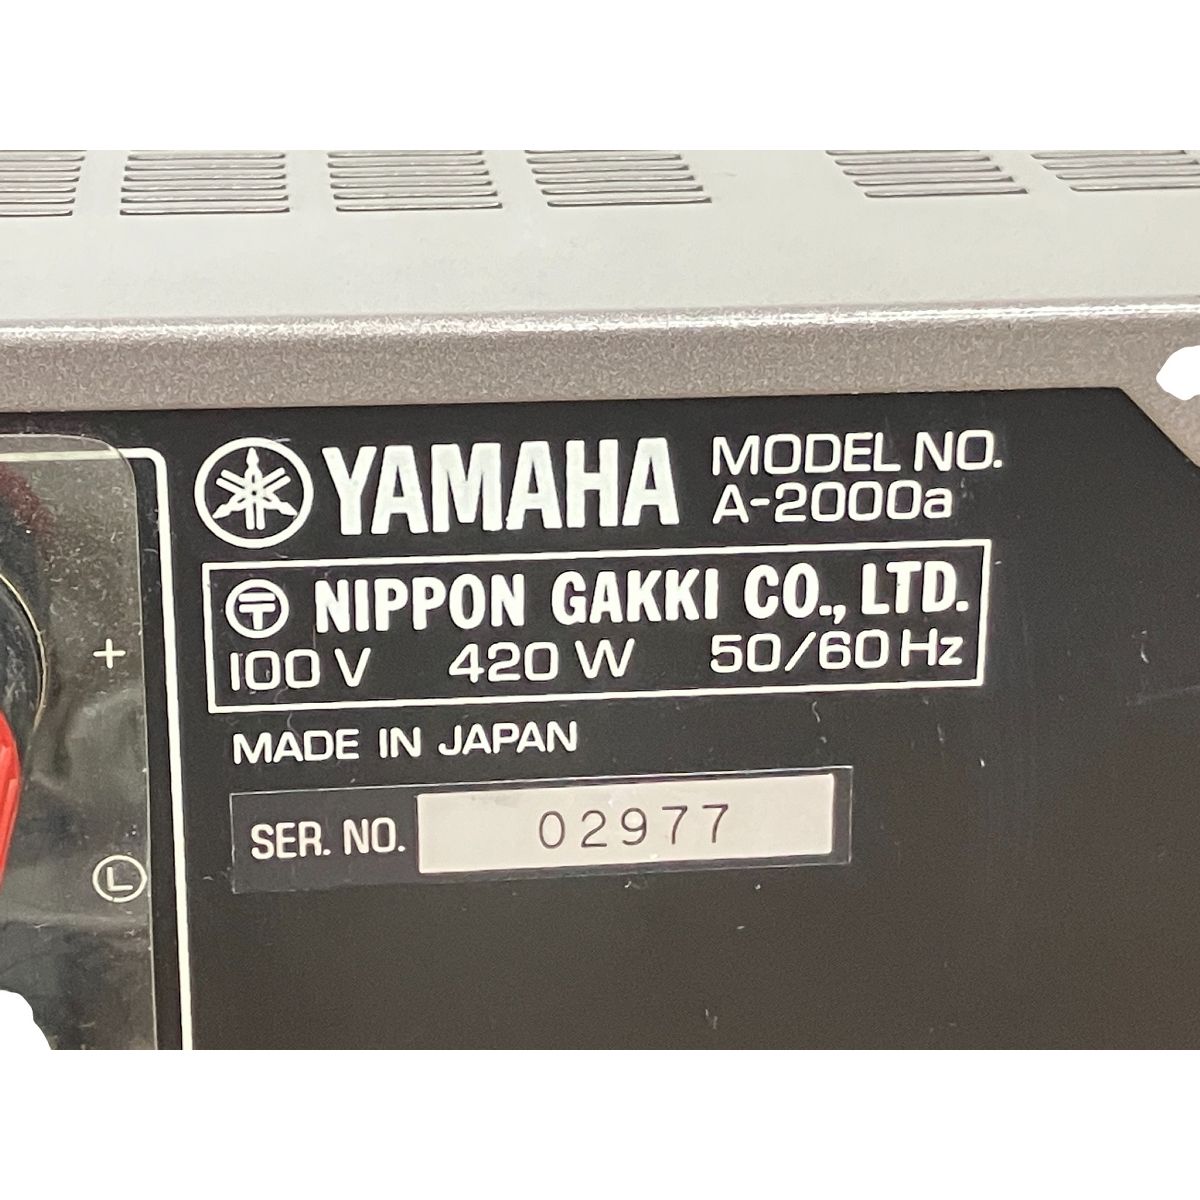 YAMAHA MODEL NO.
A-2000a
〒 NIPPON GAKKI CO., LTD.
100 V 420 W 50/60 Hz
MADE IN JAPAN
SER. NO. 02977
+
L